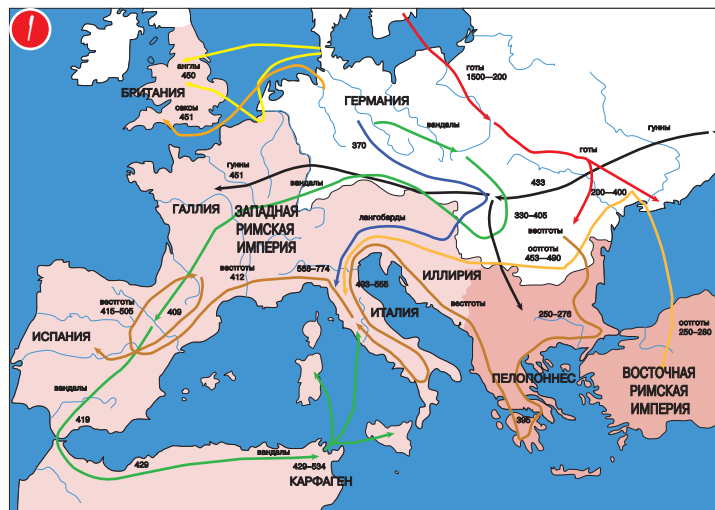 англы
450
БРИТАНИЯ
саксы
451
готы
1500—200
ГЕРМАНИЯ
вандалы
370
готы
гунны
гунны
451
вандалы
433
200—400
ГАЛЛИЯ
ЗАПАДНАЯ
РИМСКАЯ
ИМПЕРИЯ
лангобарды
330-405
вестготы
остготы
453—490
вестготы
412
568—774
493-555
ИЛЛИРИЯ
вестготы
415-505
409
ИТАЛИЯ
вестготы
250—276
остготы
250-280
ИСПАНИЯ
ПЕЛОПОННЕС
ВОСТОЧНАЯ
РИМСКАЯ
ИМПЕРИЯ
вандалы
419
395
429
вандалы
429—534
КАРФАГЕН